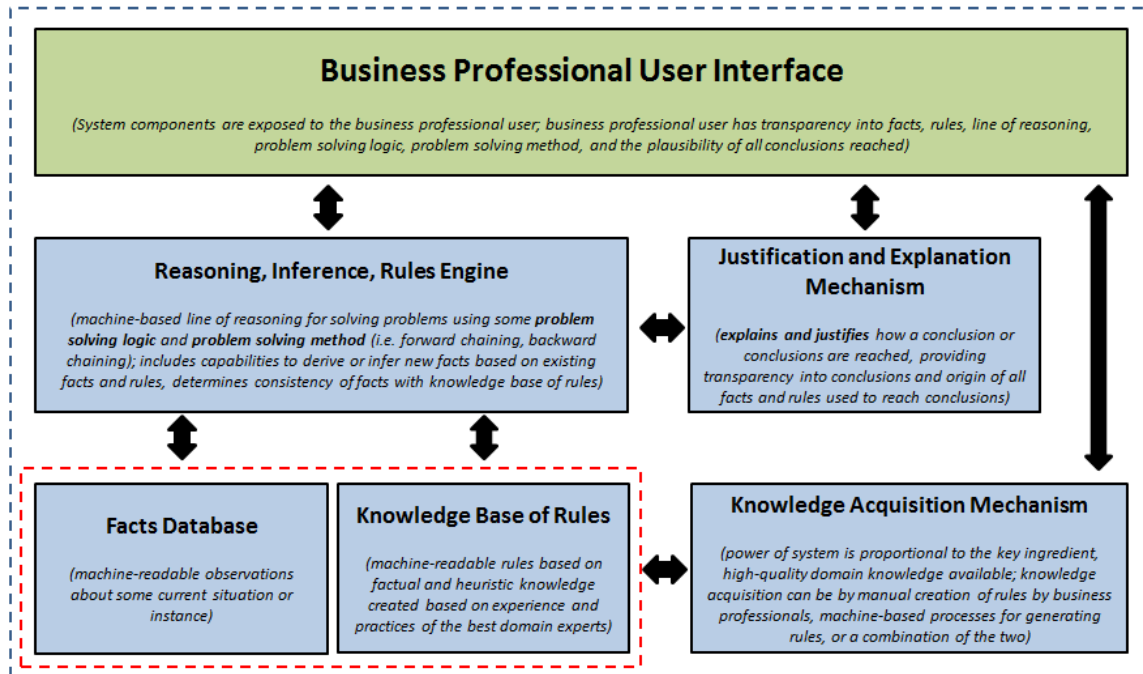 Business Professional User Interface
(System components are exposed to the business professional user; business professional user has transparency into facts, rules, line of reasoning,
problem solving logic, problem solving method, and the plausibility of all conclusions reached)
Reasoning, Inference, Rules Engine
(machine-based line of reasoning for solving problems using some problem
solving logic and problem solving method (i.e. forward chaining, backward
chaining); includes capabilities to derive or infer new facts based on existing
facts and rules, determines consistency of facts with knowledge base of rules)
Justification and Explanation
Mechanism
(explains and justifies how a conclusion or
conclusions are reached, providing
transparency into conclusions and origin of all
facts and rules used to reach conclusions)
Facts Database
(machine-readable observations
about some current situation or
instance)
Knowledge Base of Rules
(machine-readable rules based on
factual and heuristic knowledge
created based on experience and
practices of the best domain experts)
Knowledge Acquisition Mechanism
(power of system is proportional to the key ingredient,
high-quality domain knowledge available; knowledge
acquisition can be by manual creation of rules by business
professionals, machine-based processes for generating
rules, or a combination of the two)